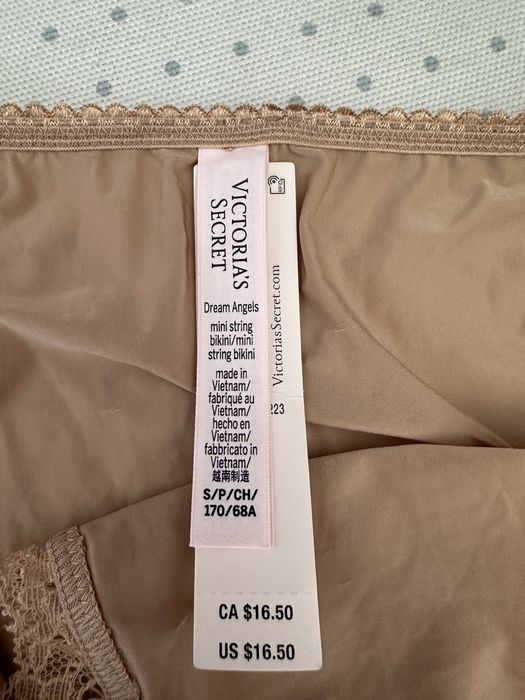 VICTORIA'S
SECRET
Dream Angels
mini string
bikini/mini
string bikini
made in
Vietnam/
fabriqué au
Vietnam/
hecho en
Vietnam/
fabbricato in
Vietnam/
越南制造
S/P/CH/
170/68A
VictoriasSecret.com
223
CA $16.50
US $16.50